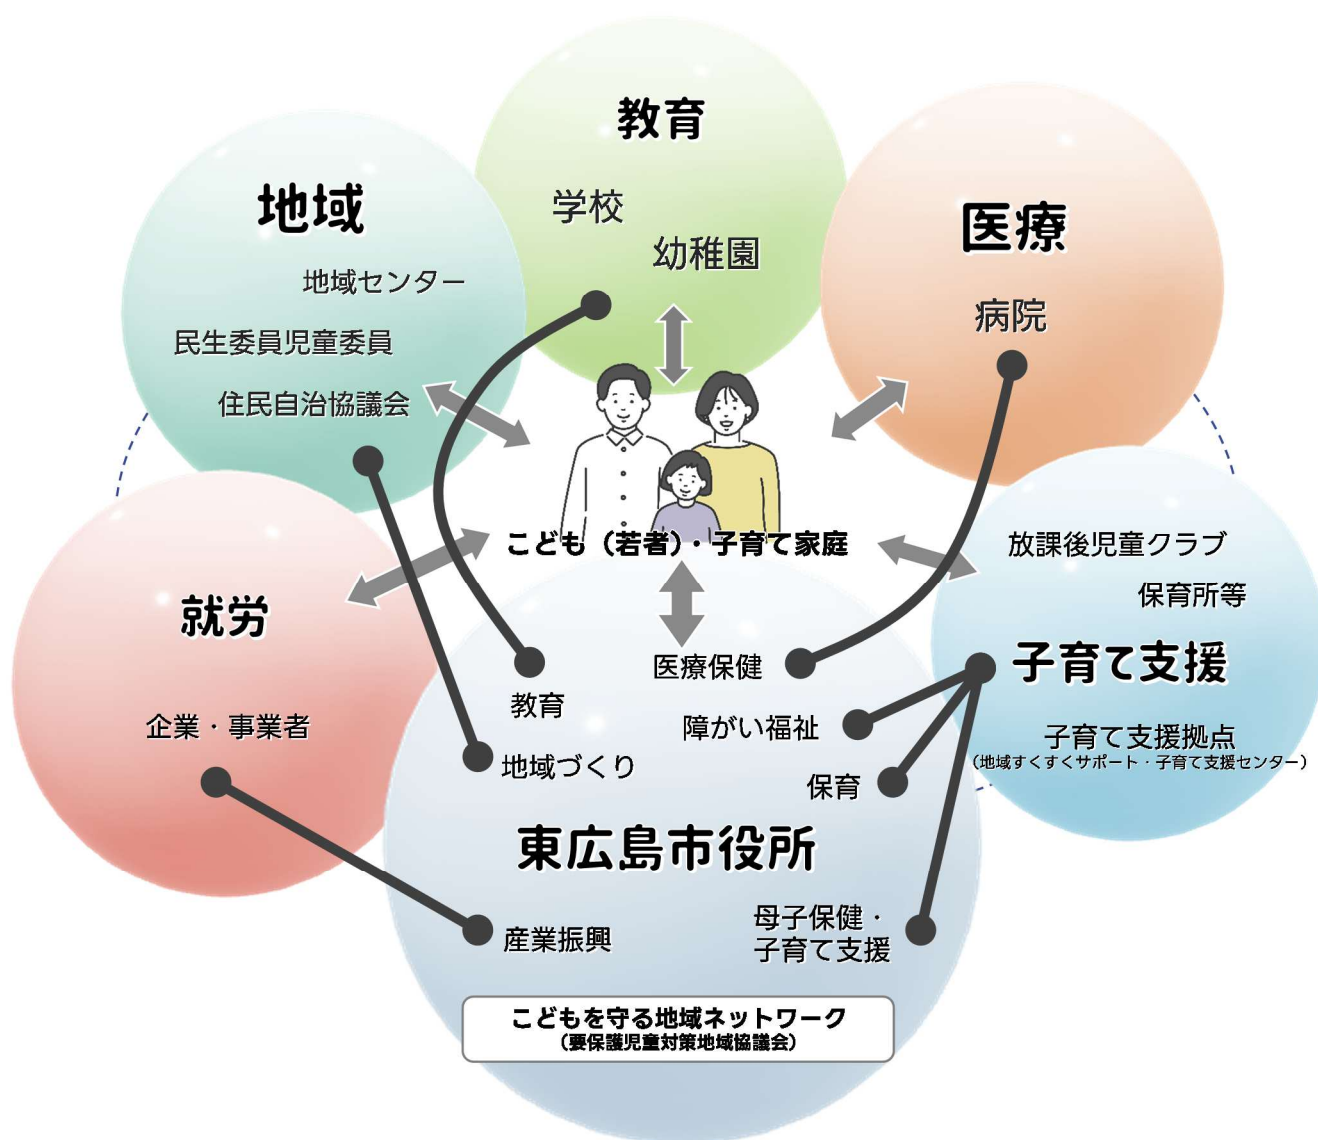 教育
学校
幼稚園
地域
地域センター
民生委員児童委員
住民自治協議会
医療
病院
こども（若者）・子育て家庭
就労
企業・事業者
放課後児童クラブ
保育所等
子育て支援
子育て支援拠点
（地域すくすくサポート・子育て支援センター）
医療保健
教育
障がい福祉
地域づくり
保育
東広島市役所
産業振興
母子保健・
子育て支援
こどもを守る地域ネットワーク
（要保護児童対策地域協議会）